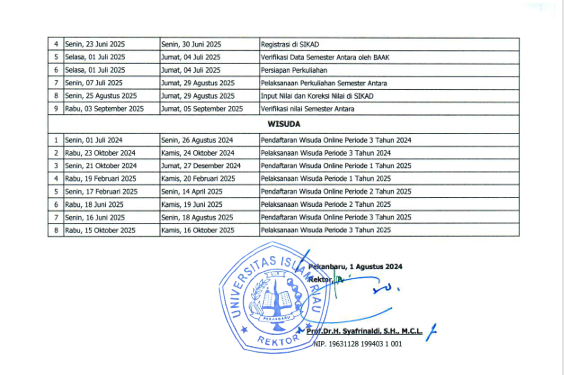 4 Senin, 23 Juni 2025 Senin, 30 Juni 2025 Registrasi di SIKAD
5 Selasa, 01 Juli 2025 Jumat, 04 Juli 2025 Verifikasi Data Semester Antara oleh BAAK
6 Selasa, 01 Juli 2025 Jumat, 04 Juli 2025 Persiapan Perkuliahan
7 Senin, 07 Juli 2025 Jumat, 29 Agustus 2025 Pelaksanaan Perkuliahan Semester Antara
8 Senin, 25 Agustus 2025 Jumat, 29 Agustus 2025 Input Nilai dan Koreksi Nilai di SIKAD
9 Rabu, 03 September 2025 Jumat, 05 September 2025 Verifikasi nilai Semester Antara
WISUDA
1 Senin, 01 Juli 2024 Senin, 26 Agustus 2024 Pendaftaran Wisuda Online Periode 3 Tahun 2024
2 Rabu, 23 Oktober 2024 Kamis, 24 Oktober 2024 Pelaksanaan Wisuda Periode 3 Tahun 2024
3 Senin, 21 Oktober 2024 Jumat, 27 Desember 2024 Pendaftaran Wisuda Online Periode 1 Tahun 2025
4 Rabu, 19 Februari 2025 Kamis, 20 Februari 2025 Pelaksanaan Wisuda Periode 1 Tahun 2025
5 Senin, 17 Februari 2025 Senin, 14 April 2025 Pendaftaran Wisuda Online Periode 2 Tahun 2025
6 Rabu, 18 Juni 2025 Kamis, 19 Juni 2025 Pelaksanaan Wisuda Periode 2 Tahun 2025
7 Senin, 16 Juni 2025 Senin, 18 Agustus 2025 Pendaftaran Wisuda Online Periode 3 Tahun 2025
8 Rabu, 15 Oktober 2025 Kamis, 16 Oktober 2025 Pelaksanaan Wisuda Periode 3 Tahun 2025
Pekanbaru, 1 Agustus 2024
Rektor,
UNIVERSITAS ISLAM RIAU
REKTOR
Prof.Dr.H. Syafrinaldi, S.H., M.C.L.
NIP. 19631128 199403 1 001